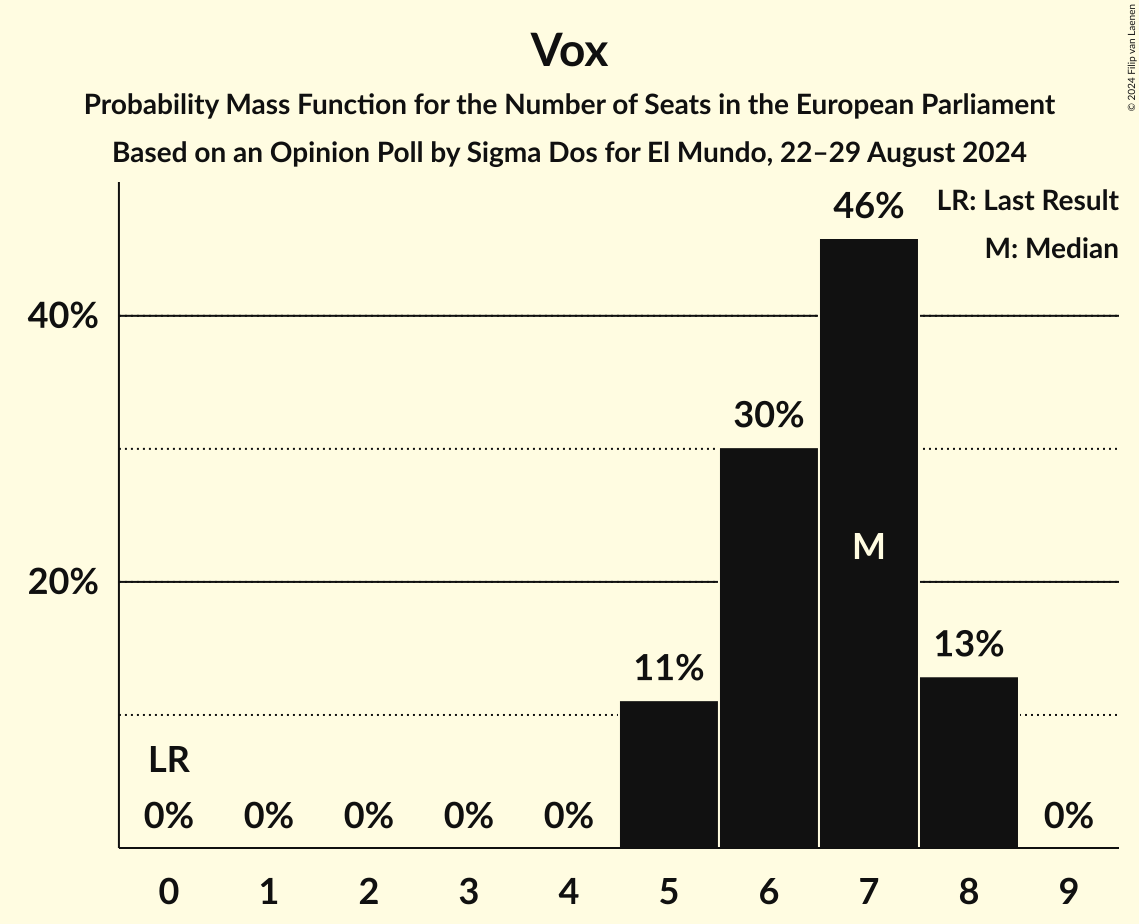 Vox
Probability Mass Function for the Number of Seats in the European Parliament
Based on an Opinion Poll by Sigma Dos for El Mundo, 22–29 August 2024
© 2024 Filip van Laenen
LR: Last Result
M: Median
46%
40%
30%
M
20%
13%
11%
LR
0% 0% 0% 0% 0% 0%
0 1 2 3 4 5 6 7 8 9